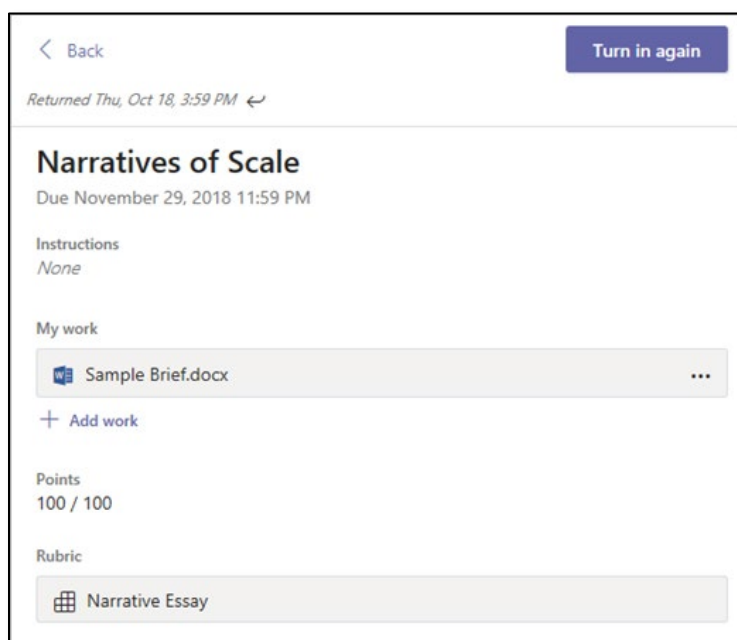 Back
Turn in again
Returned Thu, Oct 18, 3:59 PM
Narratives of Scale
Due November 29, 2018 11:59 PM
Instructions
None
My work
Sample Brief.docx
...
+ Add work
Points
100 / 100
Rubric
Narrative Essay